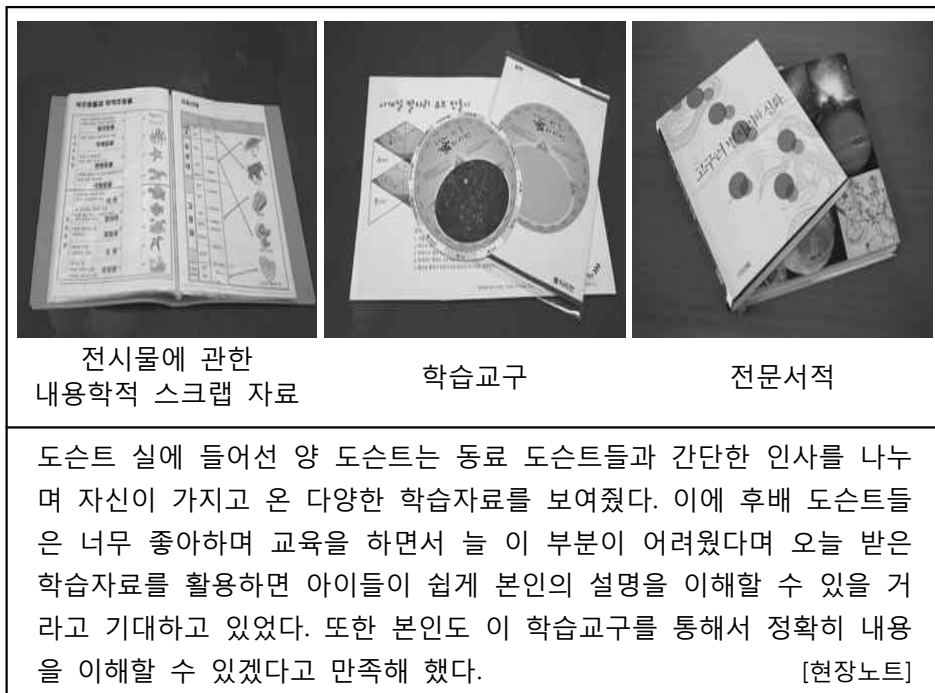 고구려
전시물에 관한
내용학적 스크랩 자료
학습교구
전문서적
도슨트 실에 들어선 양 도슨트는 동료 도슨트들과 간단한 인사를 나누
며 자신이 가지고 온 다양한 학습자료를 보여줬다. 이에 후배 도슨트들
은 너무 좋아하며 교육을 하면서 늘 이 부분이 어려웠다며 오늘 받은
학습자료를 활용하면 아이들이 쉽게 본인의 설명을 이해할 수 있을 거
라고 기대하고 있었다. 또한 본인도 이 학습교구를 통해서 정확히 내용
을 이해할 수 있겠다고 만족해 했다. [현장노트]